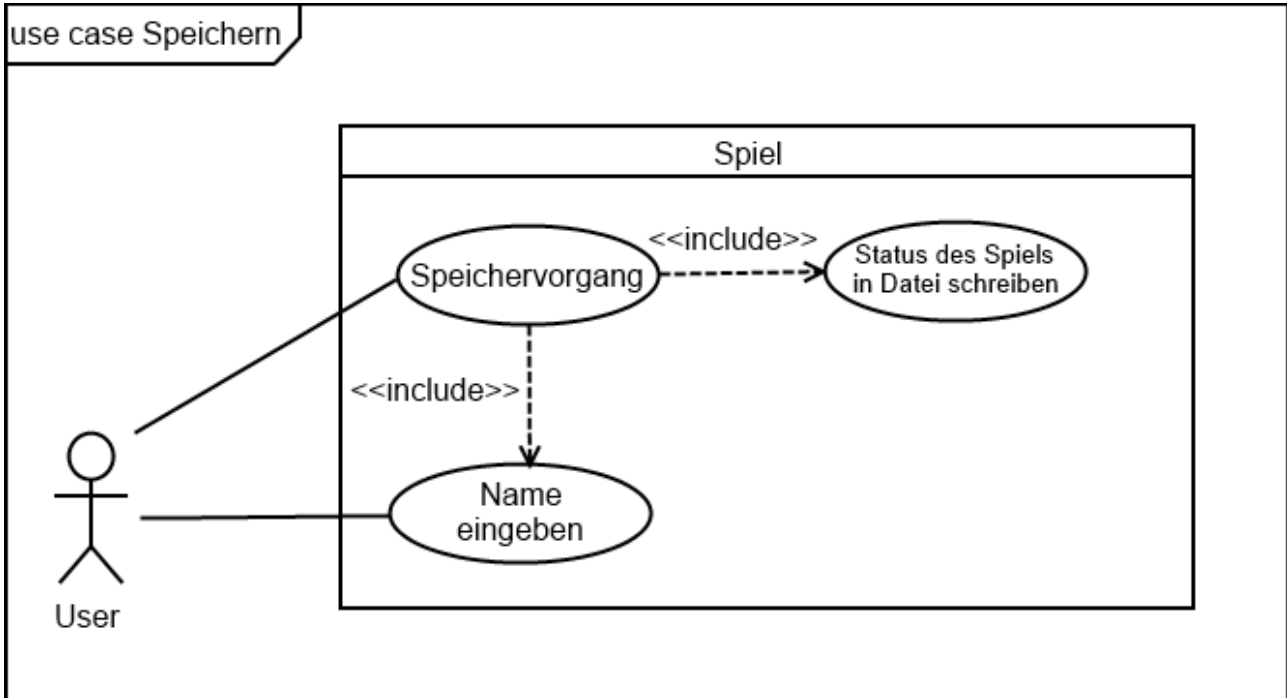 use case Speichern
Spiel
Speichervorgang
<<include>>
Status des Spiels
in Datei schreiben
<<include>>
Name
eingeben
User